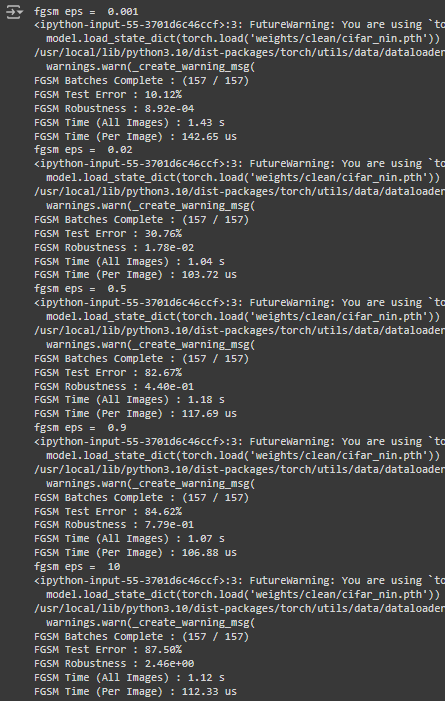 fgsm eps =  0.001
<ipython-input-55-3701d6c46ccf>:3: FutureWarning: You are using `to
  model.load_state_dict(torch.load('weights/clean/cifar_nin.pth'))
/usr/local/lib/python3.10/dist-packages/torch/utils/data/dataloader
  warnings.warn(_create_warning_msg(
FGSM Batches Complete : (157 / 157)
FGSM Test Error : 10.12%
FGSM Robustness : 8.92e-04
FGSM Time (All Images) : 1.43 s
FGSM Time (Per Image) : 142.65 us
fgsm eps =  0.02
<ipython-input-55-3701d6c46ccf>:3: FutureWarning: You are using `to
  model.load_state_dict(torch.load('weights/clean/cifar_nin.pth'))
/usr/local/lib/python3.10/dist-packages/torch/utils/data/dataloader
  warnings.warn(_create_warning_msg(
FGSM Batches Complete : (157 / 157)
FGSM Test Error : 30.76%
FGSM Robustness : 1.78e-02
FGSM Time (All Images) : 1.04 s
FGSM Time (Per Image) : 103.72 us
fgsm eps =  0.5
<ipython-input-55-3701d6c46ccf>:3: FutureWarning: You are using `to
  model.load_state_dict(torch.load('weights/clean/cifar_nin.pth'))
/usr/local/lib/python3.10/dist-packages/torch/utils/data/dataloader
  warnings.warn(_create_warning_msg(
FGSM Batches Complete : (157 / 157)
FGSM Test Error : 82.67%
FGSM Robustness : 4.40e-01
FGSM Time (All Images) : 1.18 s
FGSM Time (Per Image) : 117.69 us
fgsm eps =  0.9
<ipython-input-55-3701d6c46ccf>:3: FutureWarning: You are using `to
  model.load_state_dict(torch.load('weights/clean/cifar_nin.pth'))
/usr/local/lib/python3.10/dist-packages/torch/utils/data/dataloader
  warnings.warn(_create_warning_msg(
FGSM Batches Complete : (157 / 157)
FGSM Test Error : 84.62%
FGSM Robustness : 7.79e-01
FGSM Time (All Images) : 1.07 s
FGSM Time (Per Image) : 106.88 us
fgsm eps =  10
<ipython-input-55-3701d6c46ccf>:3: FutureWarning: You are using `to
  model.load_state_dict(torch.load('weights/clean/cifar_nin.pth'))
/usr/local/lib/python3.10/dist-packages/torch/utils/data/dataloader
  warnings.warn(_create_warning_msg(
FGSM Batches Complete : (157 / 157)
FGSM Test Error : 87.50%
FGSM Robustness : 2.46e+00
FGSM Time (All Images) : 1.12 s
FGSM Time (Per Image) : 112.33 us